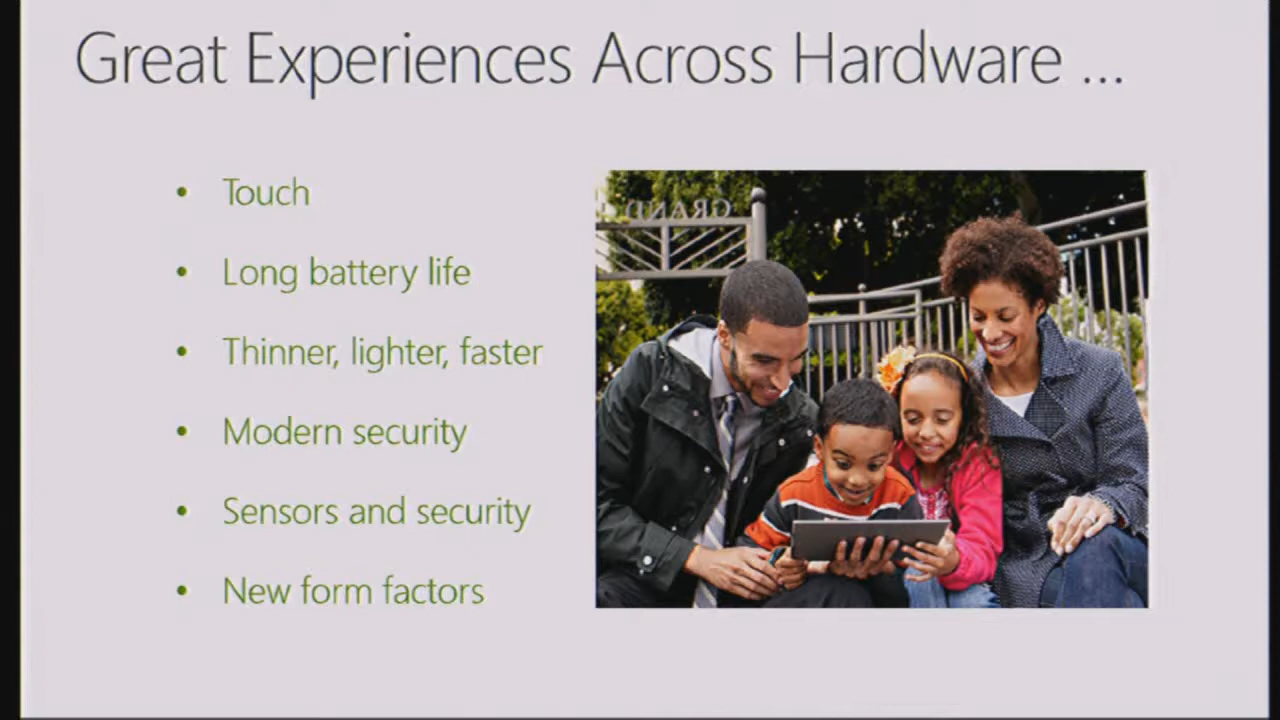 Great Experiences Across Hardware ...
• Touch
• Long battery life
• Thinner, lighter, faster
• Modern security
• Sensors and security
• New form factors
GRAND